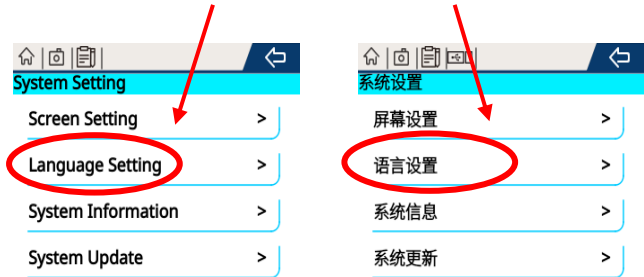 System Setting
Screen Setting >
Language Setting >
System Information >
System Update >
系统设置
屏幕设置 >
语言设置 >
系统信息 >
系统更新 >